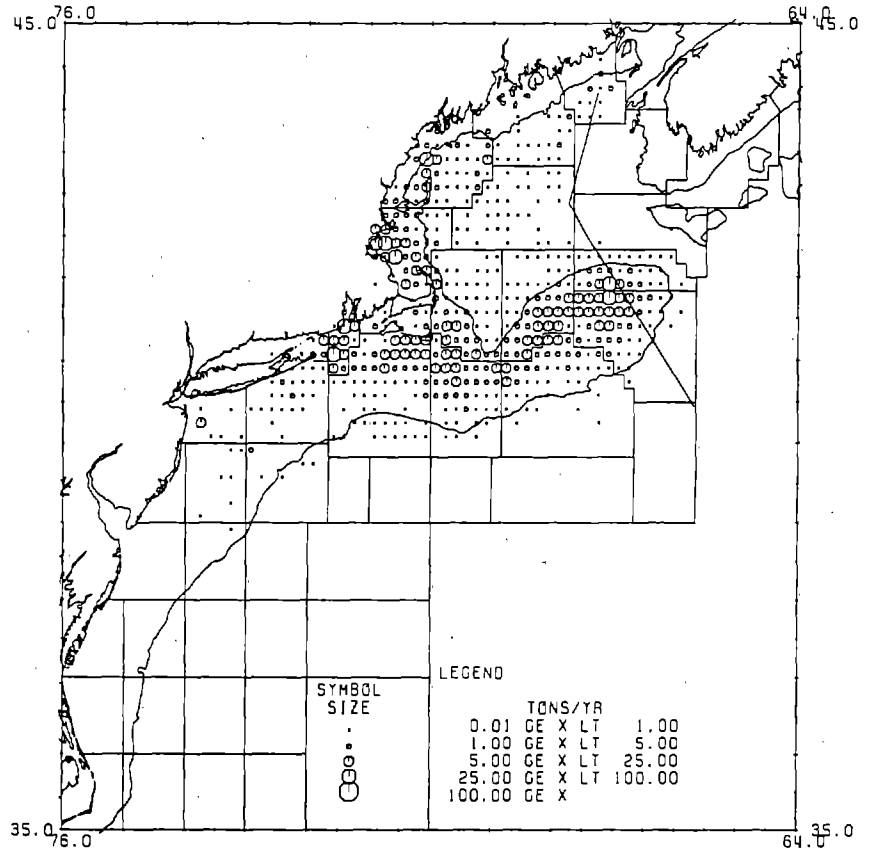 76.0 64.0
45.0 45.0
LEGEND
SYMBOL
SIZE
TONS/YR
0.01 GE X LT 1.00
1.00 GE X LT 5.00
5.00 GE X LT 25.00
25.00 GE X LT 100.00
100.00 GE X
35.0 35.0
76.0 64.0